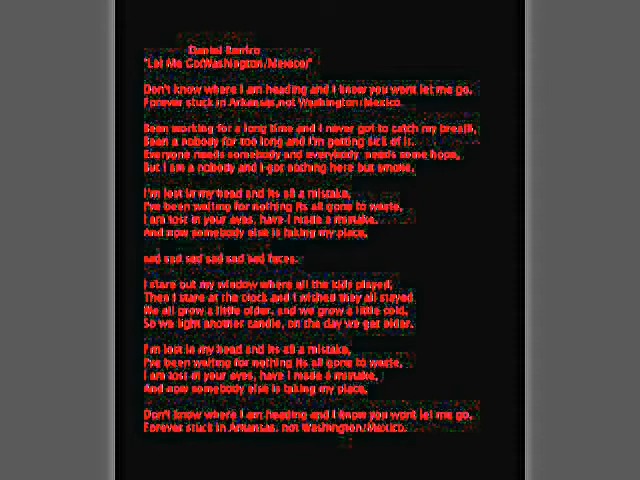 Daniel Ramiro
"Let Me Go(Washington/Mexico)"
Don't know where I am heading and I know you wont let me go.
Forever stuck in Arkansas,not Washington/Mexico.
Been working for a long time and I never got to catch my breath,
Been a nobody for too long and I'm getting sick of it.
Everyone needs somebody and everybody needs some hope,
But I am a nobody and I got nothing here but smoke.
I'm lost in my head and its all a mistake,
I've been waiting for nothing its all gone to waste,
I am lost in your eyes, have I made a mistake.
And now somebody else is taking my place,
sad sad sad sad sad sad faces.
I stare out my window where all the kids played,
Then I stare at the clock and I wished they all stayed
We all grow a little older, and we grow a little cold,
So we light another candle, on the day we get older.
I'm lost in my head and its all a mistake,
I've been waiting for nothing its all gone to waste,
I am lost in your eyes, have I made a mistake,
And now somebody else is taking my place,
Don't know where I am heading and I know you wont let me go.
Forever stuck in Arkansas, not Washington/Mexico.